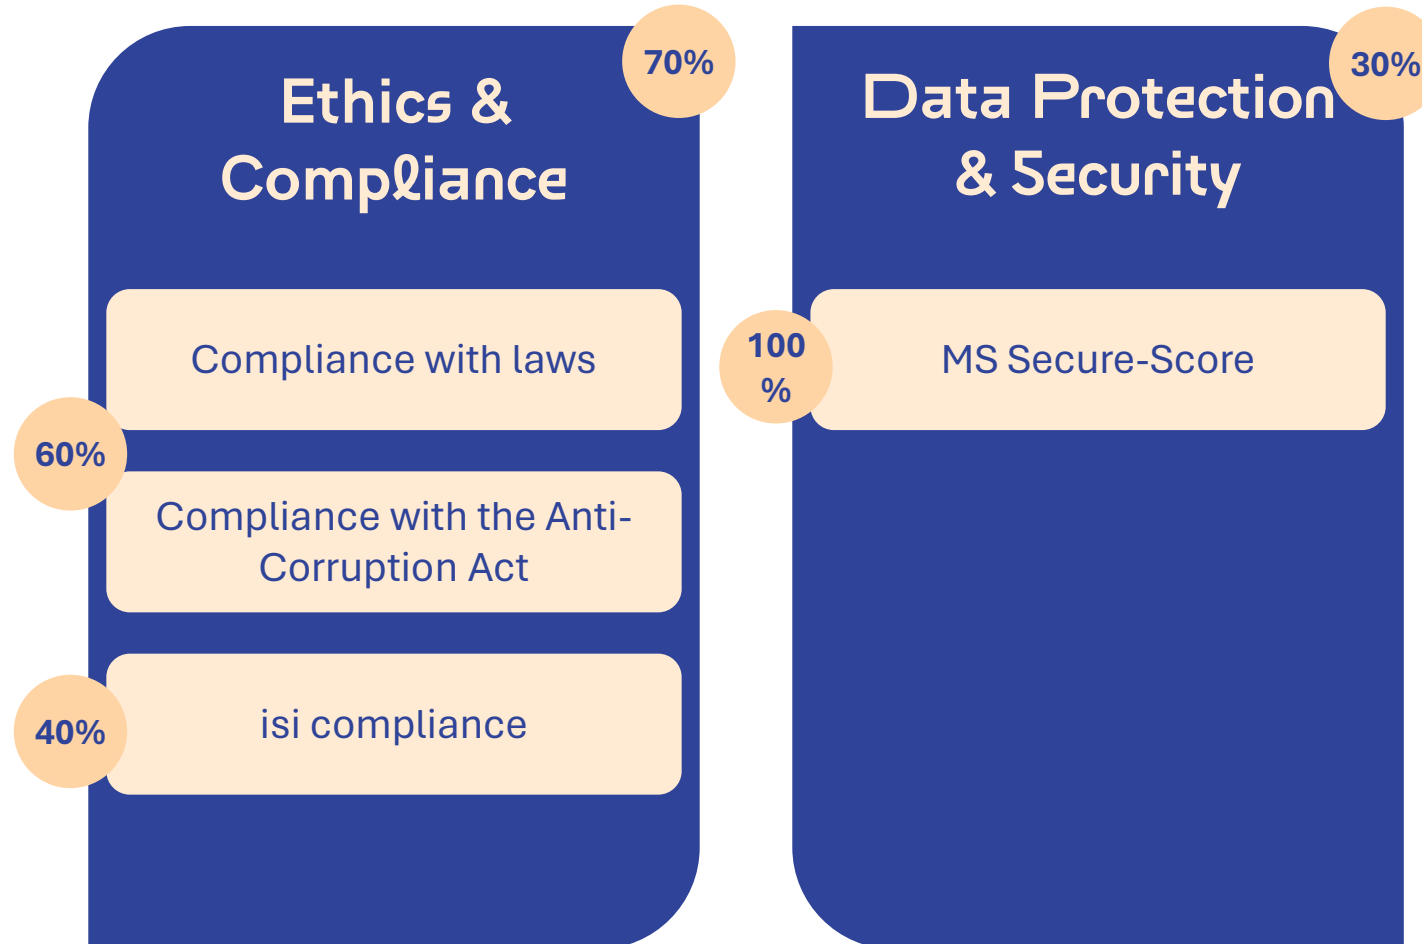 70%
Ethics &
Compliance
Compliance with laws
60%
Compliance with the Anti-
Corruption Act
40%
isi compliance
30%
Data Protection
& Security
100
%
MS Secure-Score